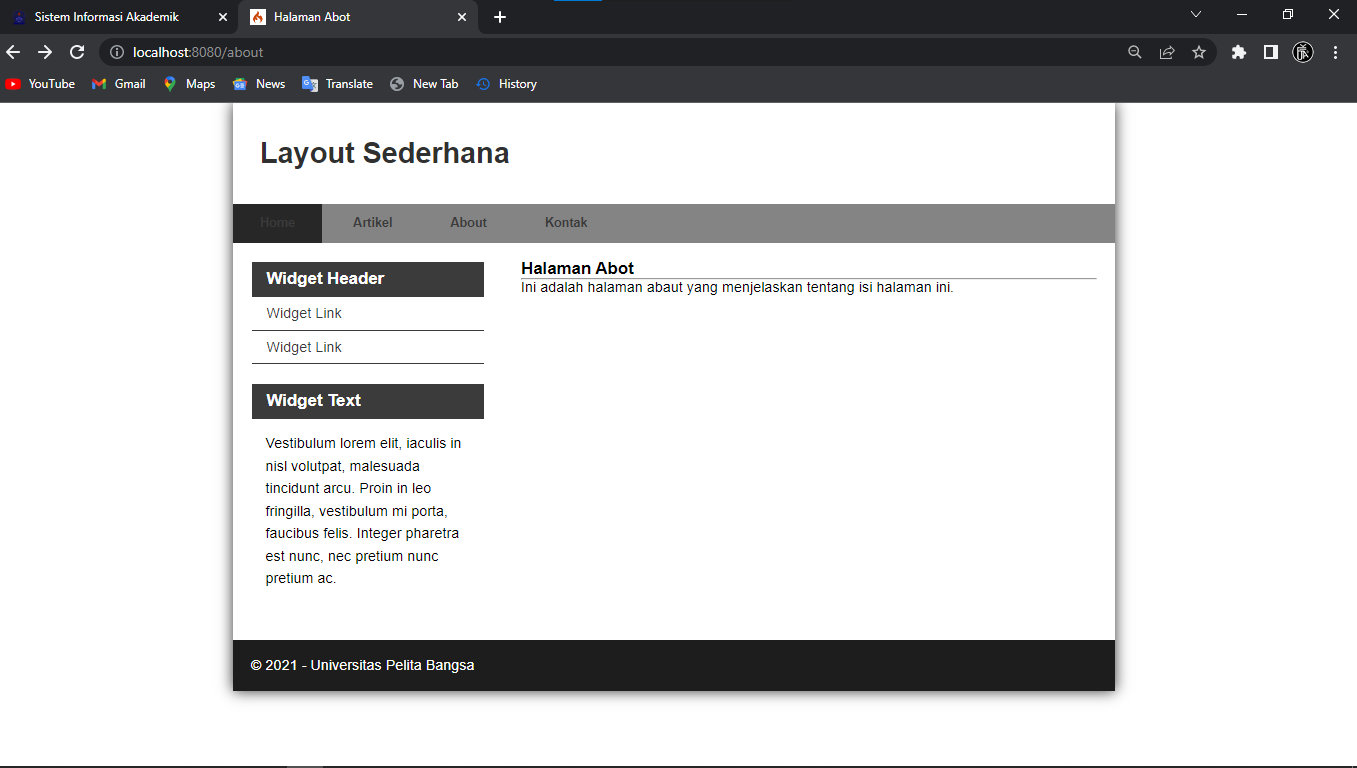 Sistem Informasi Akademik
Halaman Abot
localhost:8080/about
YouTube Gmail Maps News Translate New Tab History
Layout Sederhana
Home Artikel About Kontak
Widget Header
Widget Link
Widget Link
Widget Text
Vestibulum lorem elit, iaculis in
nisl volutpat, malesuada
tincidunt arcu. Proin in leo
fringilla, vestibulum mi porta,
faucibus felis. Integer pharetra
est nunc, nec pretium nunc
pretium ac.
Halaman Abot
Ini adalah halaman abaut yang menjelaskan tentang isi halaman ini.
© 2021 - Universitas Pelita Bangsa